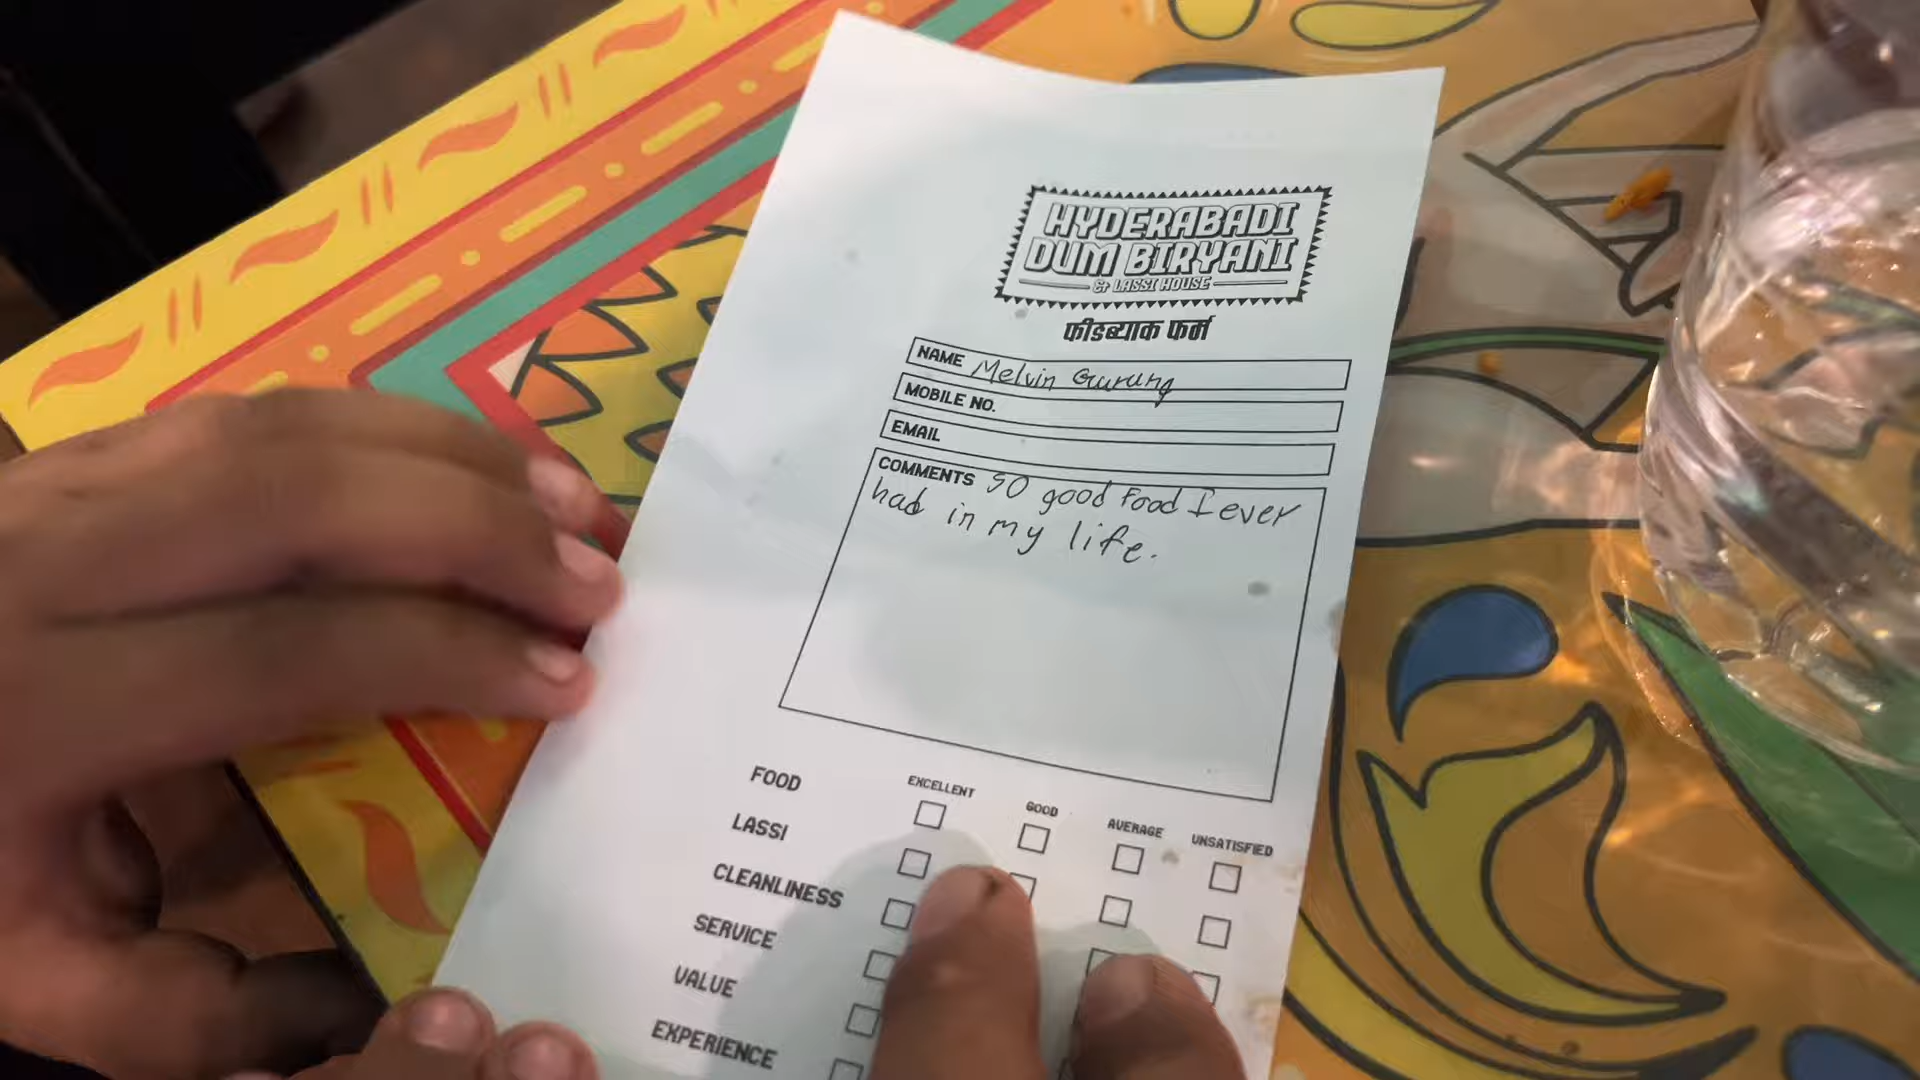 HYDERABADI
DUM BIRYANI
& LASSI HOUSE
फीडब्याक फर्म
NAME Melvin Gurung
MOBILE NO.
EMAIL
COMMENTS SO good Food I ever
had in my life.
EXCELLENT GOOD AVERAGE UNSATISFIED
FOOD
LASSI
CLEANLINESS
SERVICE
VALUE
EXPERIENCE